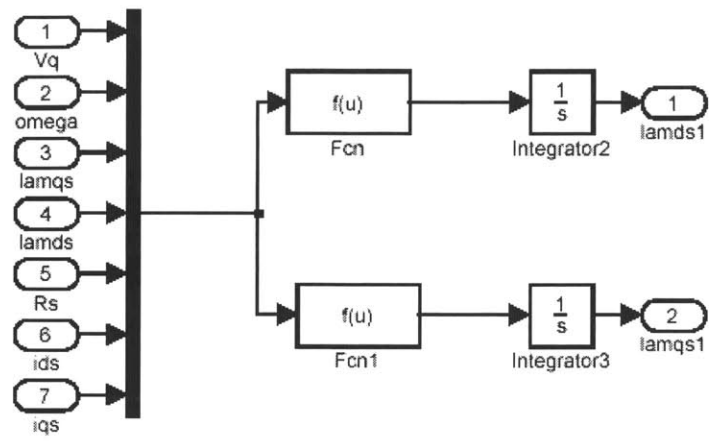 1
Vq
2
omega
3
lamqs
4
lamds
5
Rs
6
ids
7
iqs
f(u)
Fcn
1
s
Integrator2
1
lamds1
f(u)
Fcn1
1
s
Integrator3
2
lamqs1